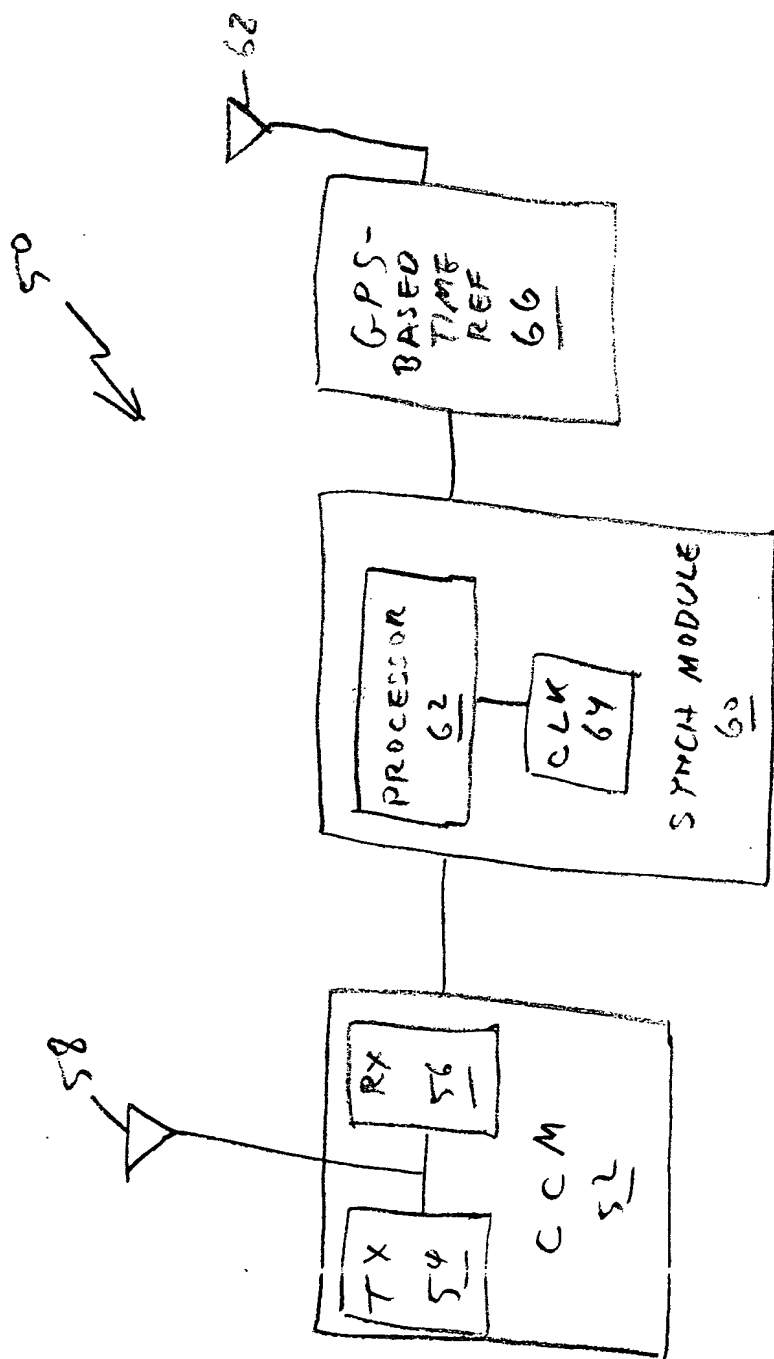 50
58
68
TX
54
RX
56
CCM
52
PROCESSOR
62
CLK
64
SYNCH MODULE
60
GPS-
BASED
TIME
REF
66